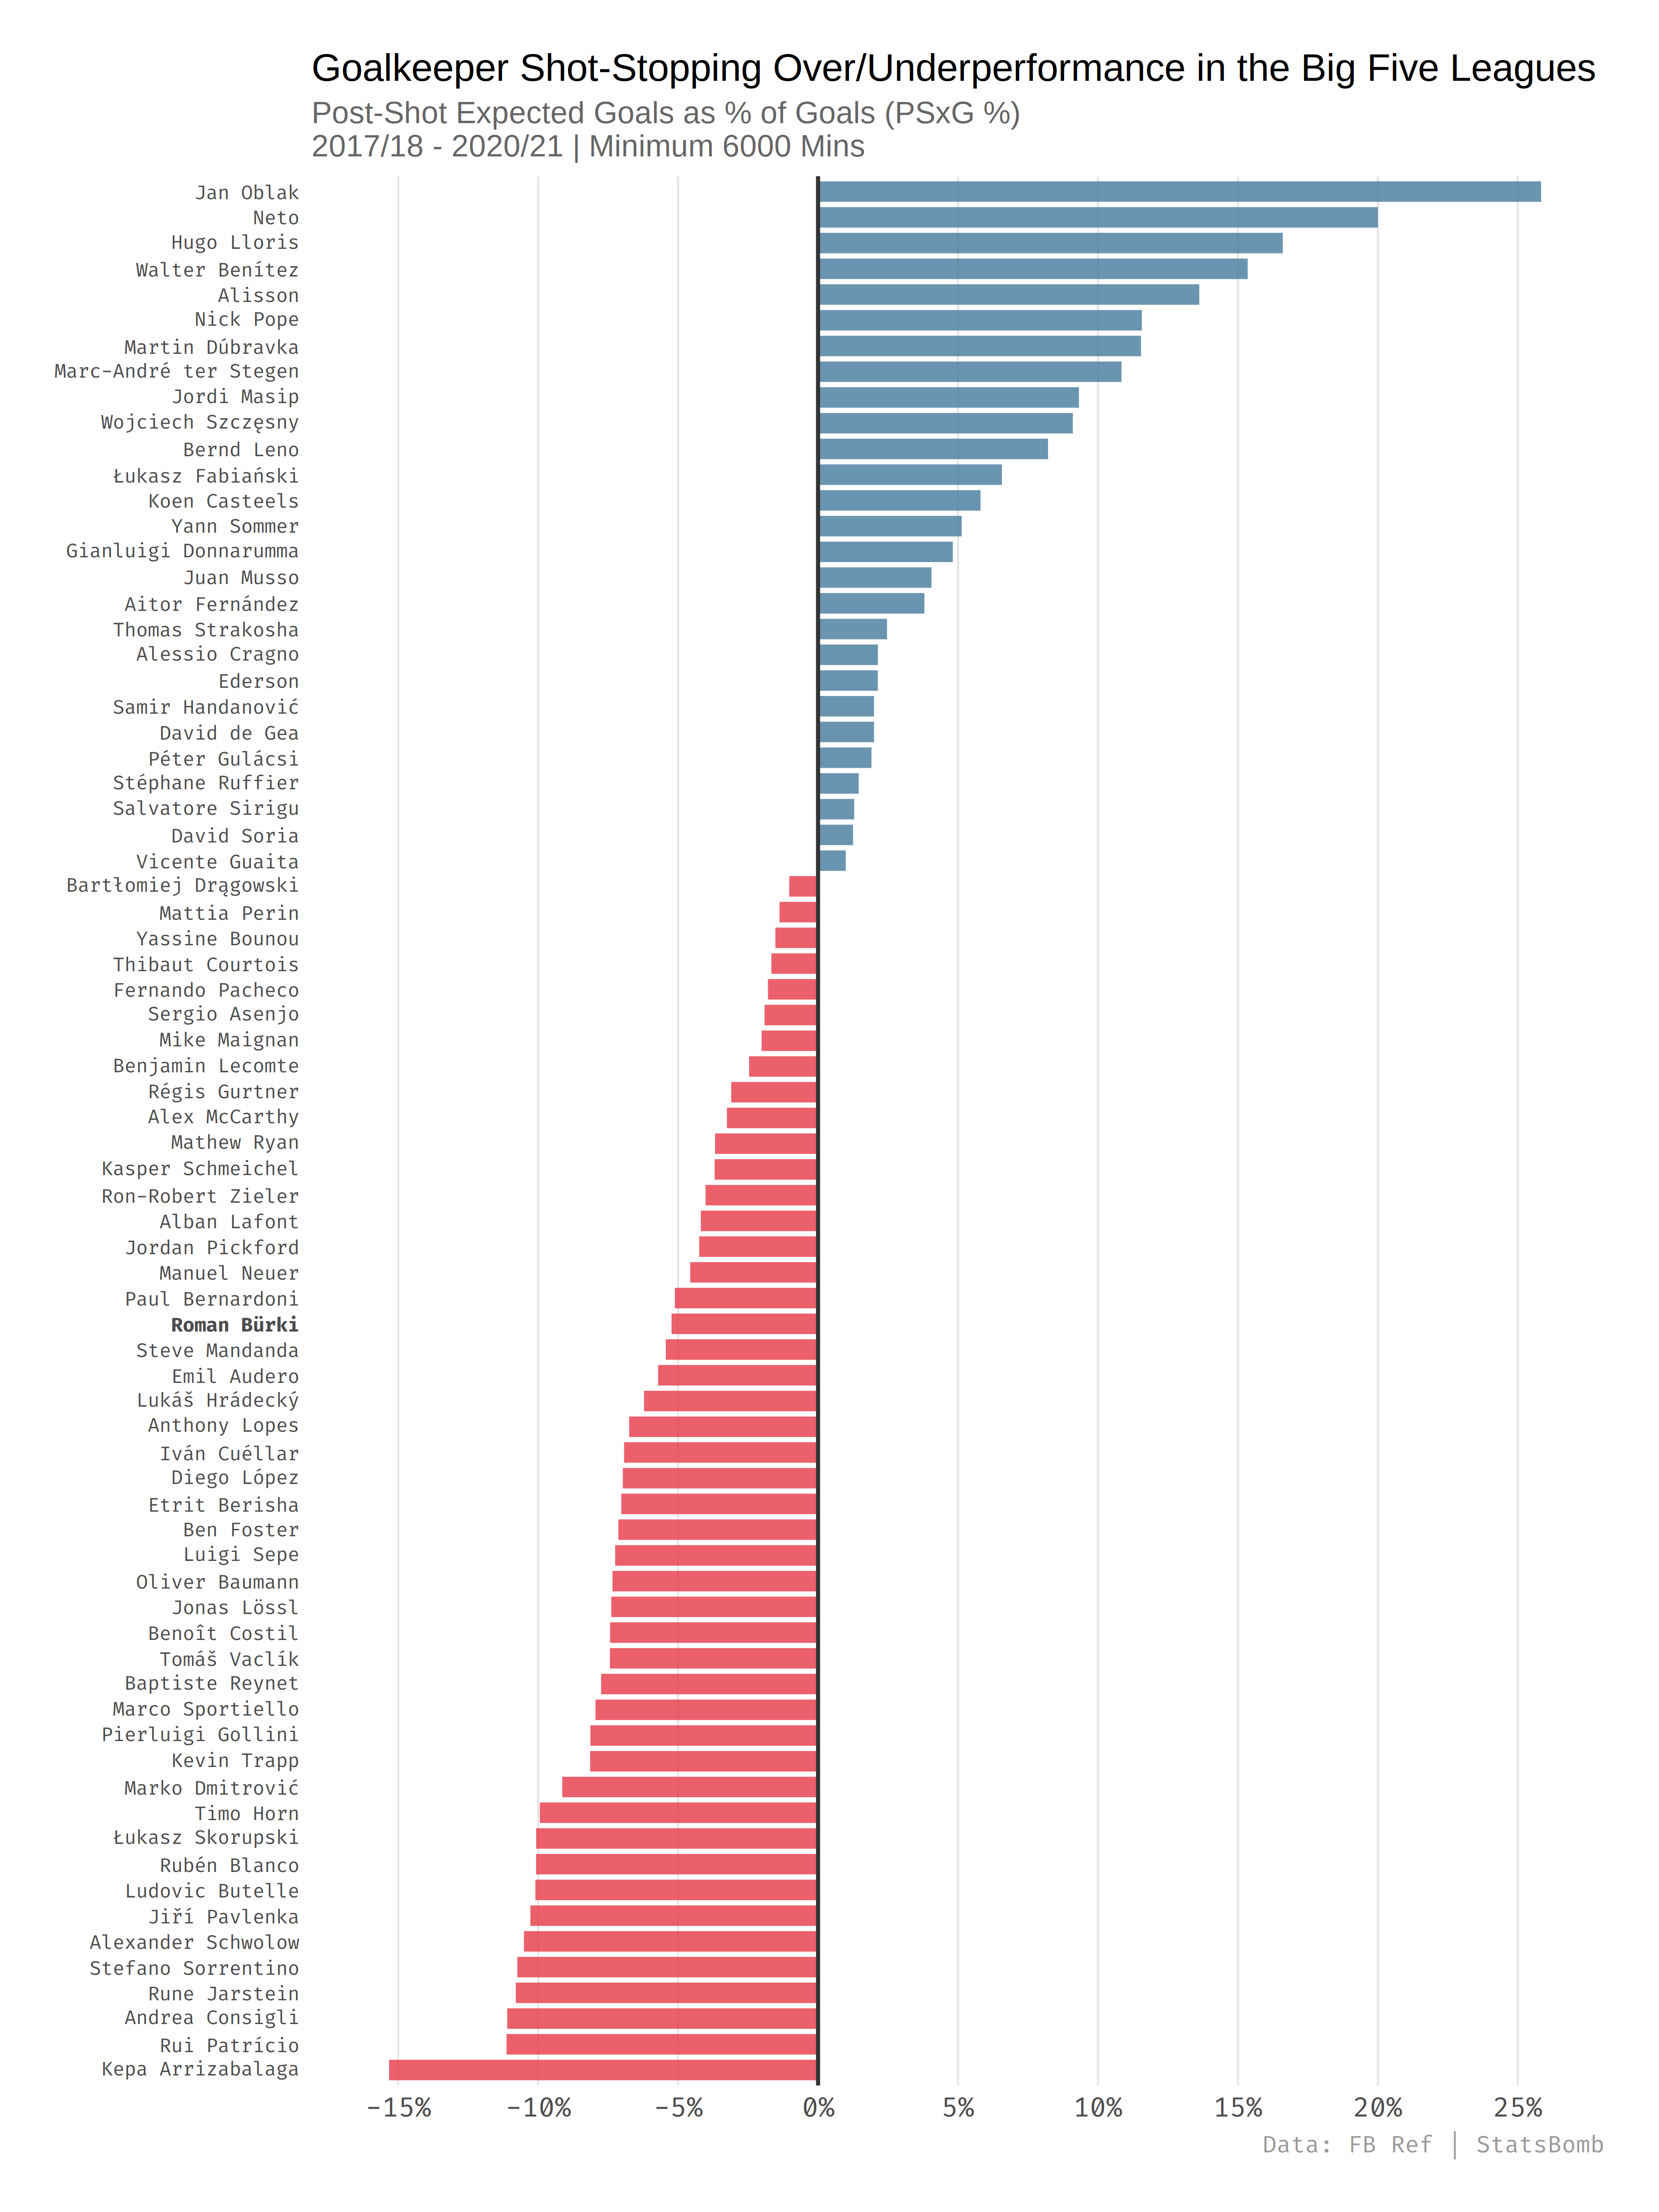 Goalkeeper Shot-Stopping Over/Underperformance in the Big Five Leagues
Post-Shot Expected Goals as % of Goals (PSxG %)
2017/18 - 2020/21 | Minimum 6000 Mins
Jan Oblak
Neto
Hugo Lloris
Walter Benítez
Alisson
Nick Pope
Martin Dúbravka
Marc-André ter Stegen
Jordi Masip
Wojciech Szczęsny
Bernd Leno
Łukasz Fabiański
Koen Casteels
Yann Sommer
Gianluigi Donnarumma
Juan Musso
Aitor Fernández
Thomas Strakosha
Alessio Cragno
Ederson
Samir Handanović
David de Gea
Péter Gulácsi
Stéphane Ruffier
Salvatore Sirigu
David Soria
Vicente Guaita
Bartłomiej Drągowski
Mattia Perin
Yassine Bounou
Thibaut Courtois
Fernando Pacheco
Sergio Asenjo
Mike Maignan
Benjamin Lecomte
Régis Gurtner
Alex McCarthy
Mathew Ryan
Kasper Schmeichel
Ron-Robert Zieler
Alban Lafont
Jordan Pickford
Manuel Neuer
Paul Bernardoni
Roman Bürki
Steve Mandanda
Emil Audero
Lukáš Hrádecký
Anthony Lopes
Iván Cuéllar
Diego López
Etrit Berisha
Ben Foster
Luigi Sepe
Oliver Baumann
Jonas Lössl
Benoît Costil
Tomáš Vaclík
Baptiste Reynet
Marco Sportiello
Pierluigi Gollini
Kevin Trapp
Marko Dmitrović
Timo Horn
Łukasz Skorupski
Rubén Blanco
Ludovic Butelle
Jiří Pavlenka
Alexander Schwolow
Stefano Sorrentino
Rune Jarstein
Andrea Consigli
Rui Patrício
Kepa Arrizabalaga
-15% -10% -5% 0% 5% 10% 15% 20% 25%
Data: FB Ref | StatsBomb